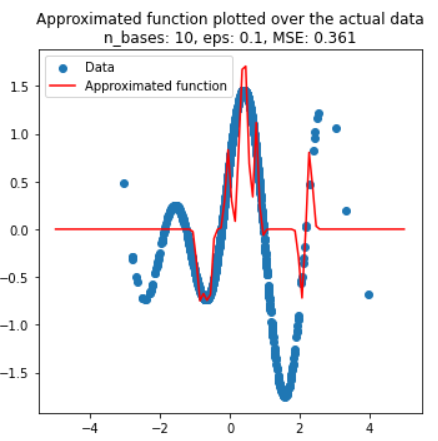 Approximated function plotted over the actual data
n_bases: 10, eps: 0.1, MSE: 0.361
Data
Approximated function
1.5
1.0
0.5
0.0
−0.5
−1.0
−1.5
−4 −2 0 2 4